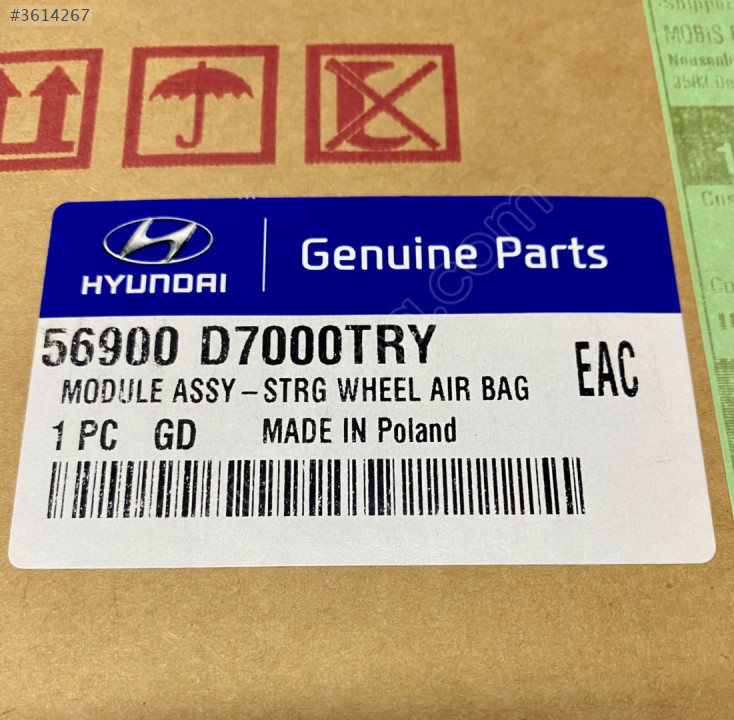 #3614267
MOBIS
HYUNDAI
Genuine Parts
56900 D7000TRY
MODULE ASSY-STRG WHEEL AIR BAG
EAC
1 PC GD MADE IN Poland